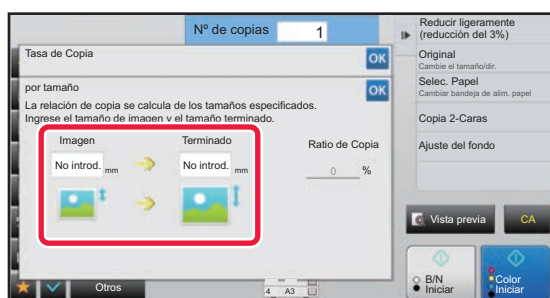 Nº de copias 1
Tasa de Copia OK
por tamaño OK
La relación de copia se calcula de los tamaños especificados.
Ingrese el tamaño de imagen y el tamaño terminado.
Imagen Terminado Ratio de Copia
No introd. mm No introd. mm 0 %
Otros
4 A3
Reducir ligeramente
(reducción del 3%)
Original
Cambie el tamaño/dir.
Selec. Papel
Cambiar bandeja de alim. papel
Copia 2-Caras
Ajuste del fondo
Vista previa CA
B/N
Iniciar
Color
Iniciar